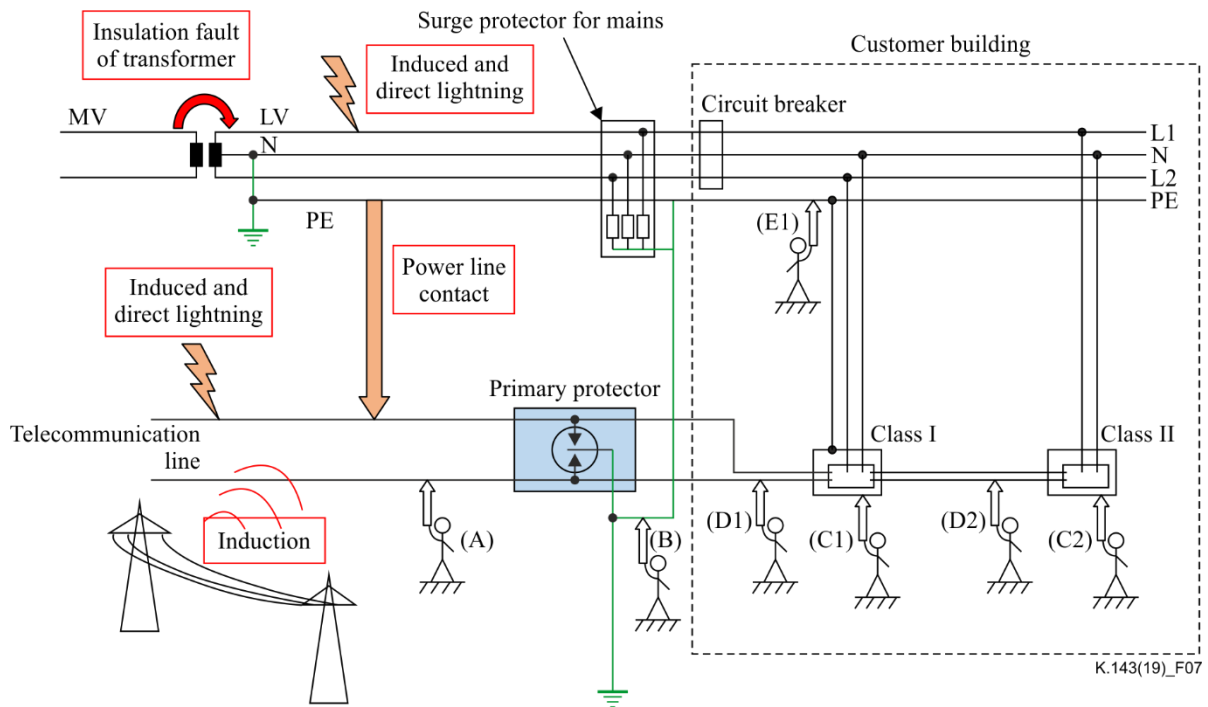 Insulation fault
of transformer
Surge protector for mains
Induced and
direct lightning
Customer building
MV
LV
N
Circuit breaker
L1
N
L2
PE
PE
(E1)
Power line
contact
Induced and
direct lightning
Primary protector
Telecommunication
line
Class I
Class II
Induction
(A)
(B)
(D1)
(C1)
(D2)
(C2)
K.143(19)_F07